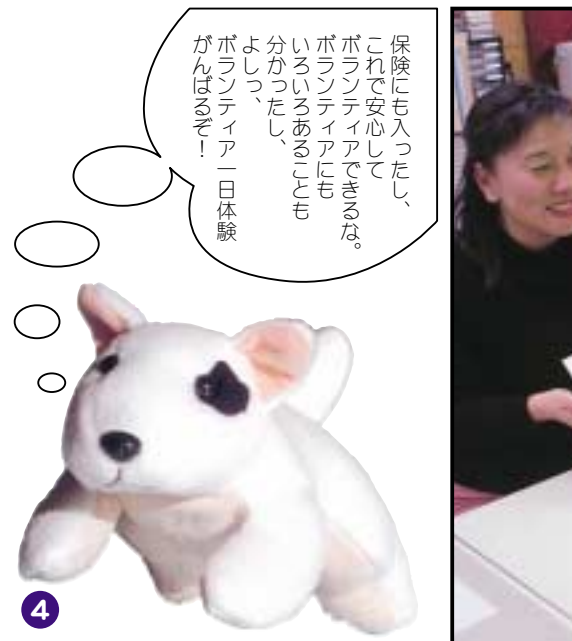 保険にも入ったし、
これで安心して
ボランティアできるな。
ボランティアにも
いろいろあることも
分かったし、
よしっ、
ボランティア一日体験
がんばるぞ！
4